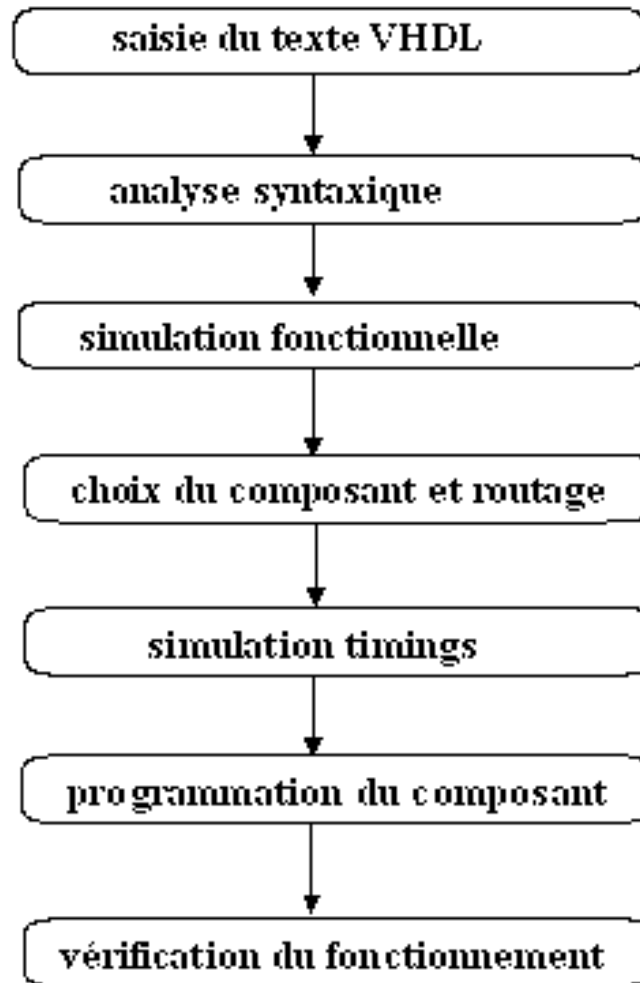 saisie du texte VHDL
analyse syntaxique
simulation fonctionnelle
choix du composant et routage
simulation timings
programmation du composant
vérification du fonctionnement